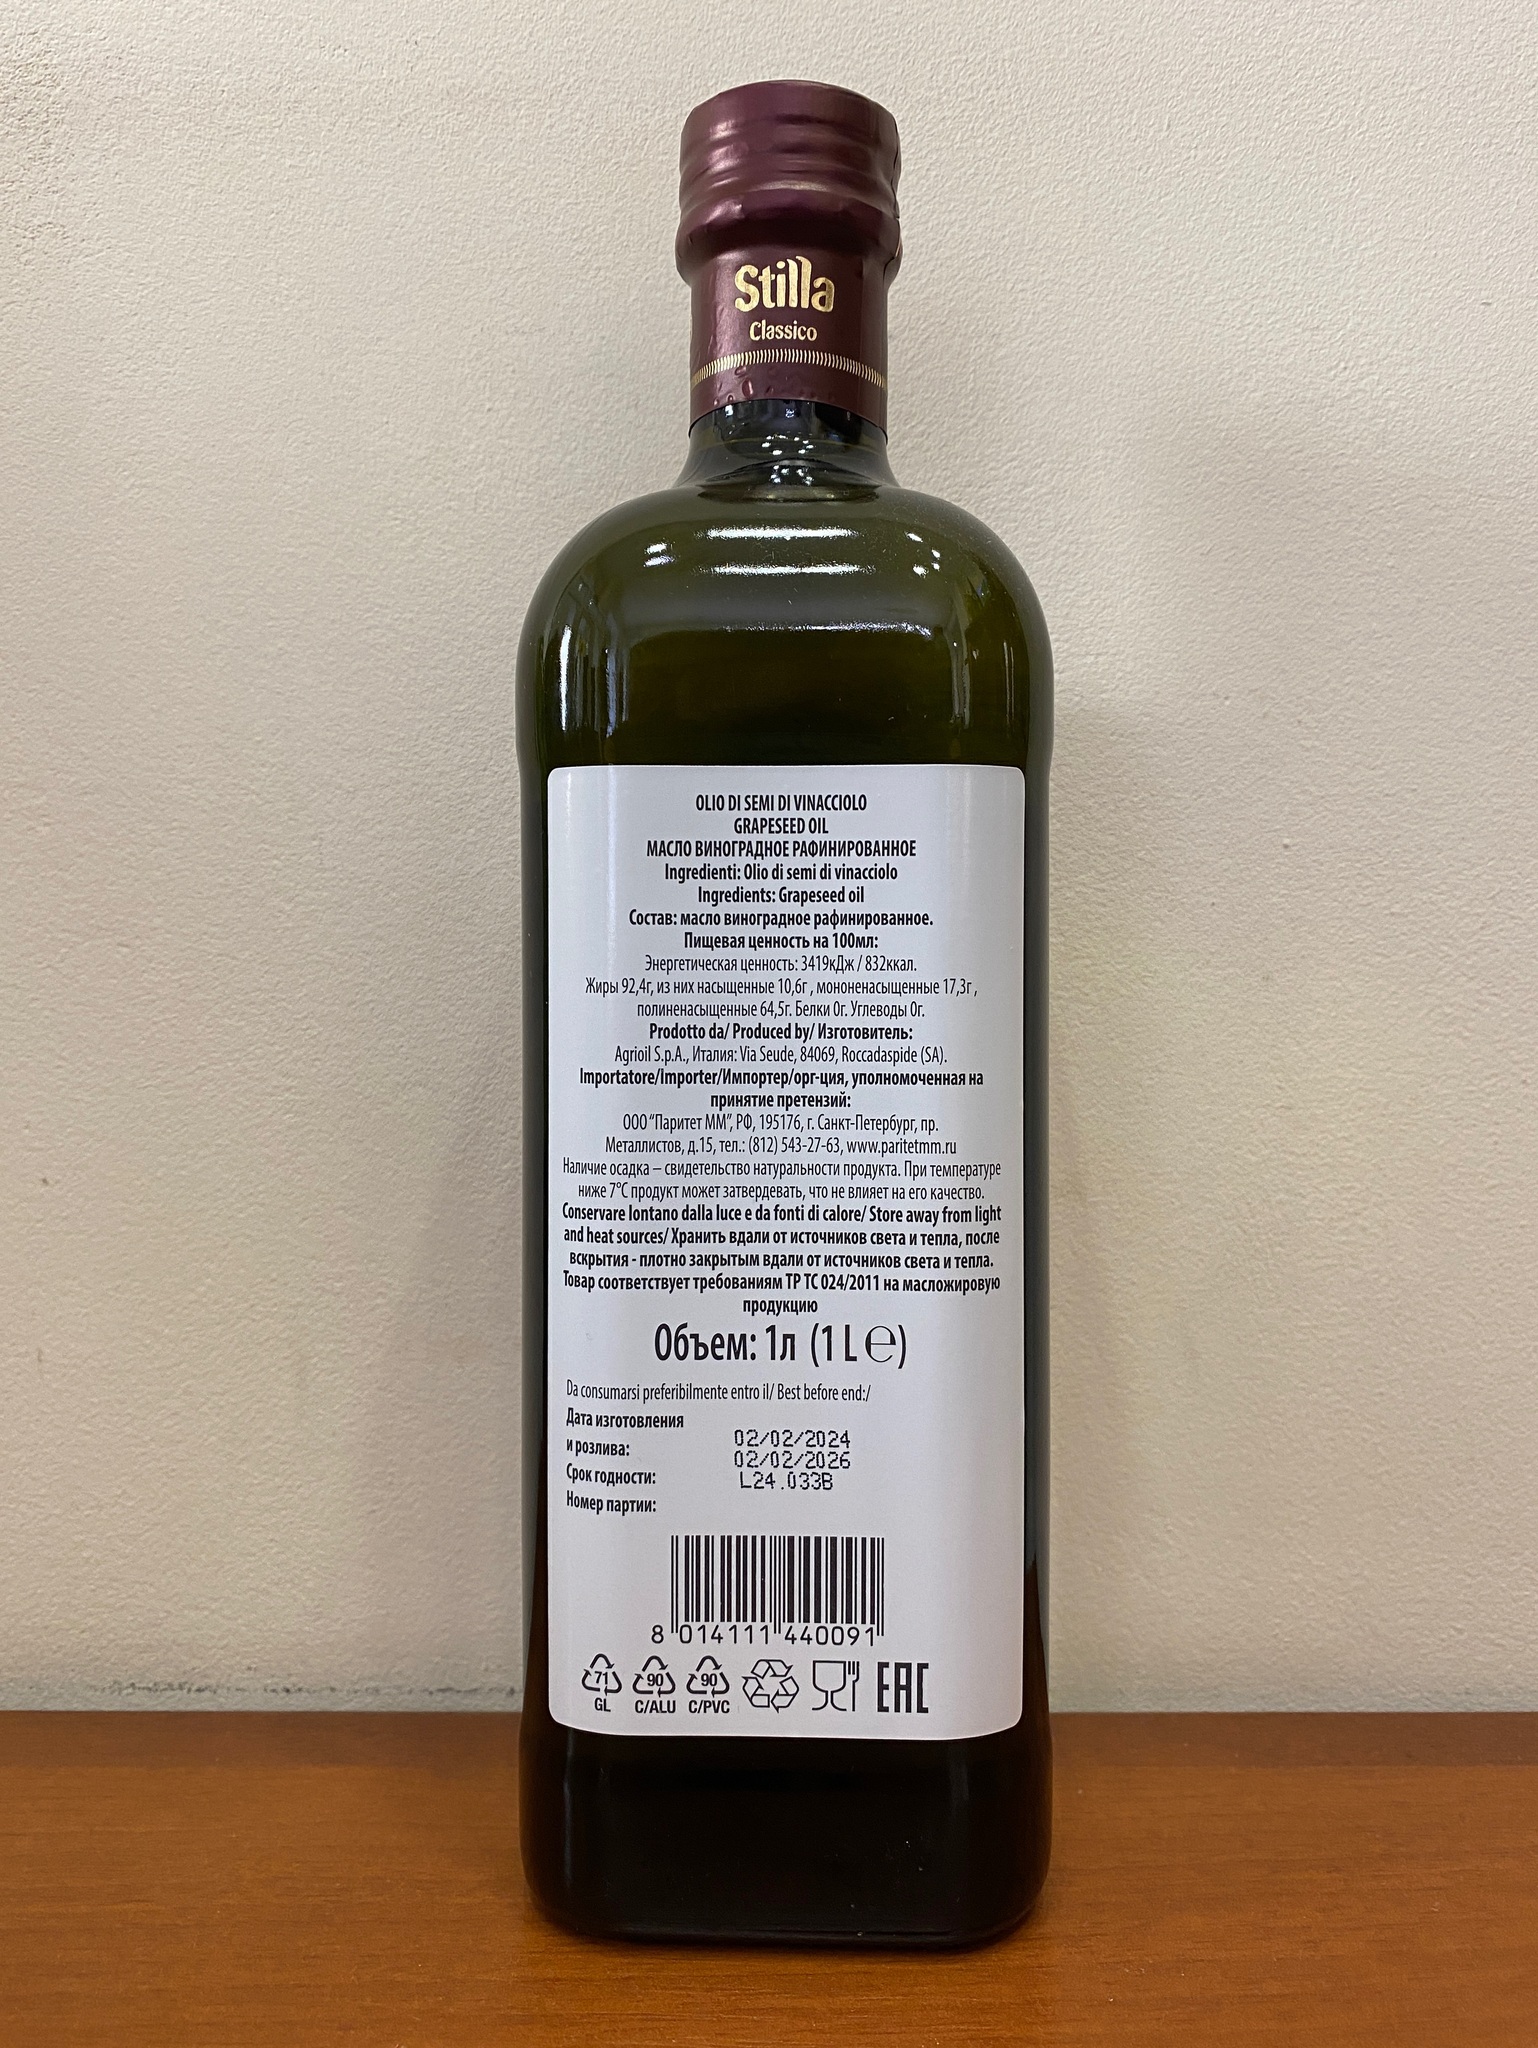 Stilla
Classico
OLIO DI SEMI DI VINACCIOLO
GRAPESEED OIL
МАСЛО ВИНОГРАДНОЕ РАФИНИРОВАННОЕ
Ingredienti: Olio di semi di vinacciolo
Ingredients: Grapeseed oil
Состав: масло виноградное рафинированное.
Пищевая ценность на 100мл:
Энергетическая ценность: 3419кДж / 832ккал.
Жиры 92,4г, из них насыщенные 10,6г , мононенасыщенные 17,3г ,
полиненасыщенные 64,5г. Белки 0г. Углеводы 0г.
Prodotto da/ Produced by/ Изготовитель:
Agrioil S.p.A., Италия: Via Seude, 84069, Roccadaspide (SA).
Importatore/Importer/Импортер/орг-ция, уполномоченная на
принятие претензий:
ООО "Паритет ММ", РФ, 195176, г. Санкт-Петербург, пр.
Металлистов, д.15, тел.: (812) 543-27-63, www.paritetmm.ru
Наличие осадка – свидетельство натуральности продукта. При температуре
ниже 7°C продукт может затвердевать, что не влияет на его качество.
Conservare lontano dalla luce e da fonti di calore/ Store away from light
and heat sources/ Хранить вдали от источников света и тепла, после
вскрытия - плотно закрытым вдали от источников света и тепла.
Товар соответствует требованиям ТР ТС 024/2011 на масложировую
продукцию
Объем: 1л (1 L ℮)
Da consumarsi preferibilmente entro il/ Best before end:/
Дата изготовления
и розлива:
02/02/2024
02/02/2026
Срок годности:
L24.033B
Номер партии:
8 014111 440091
71 90 90
GL C/ALU C/PVC EAC